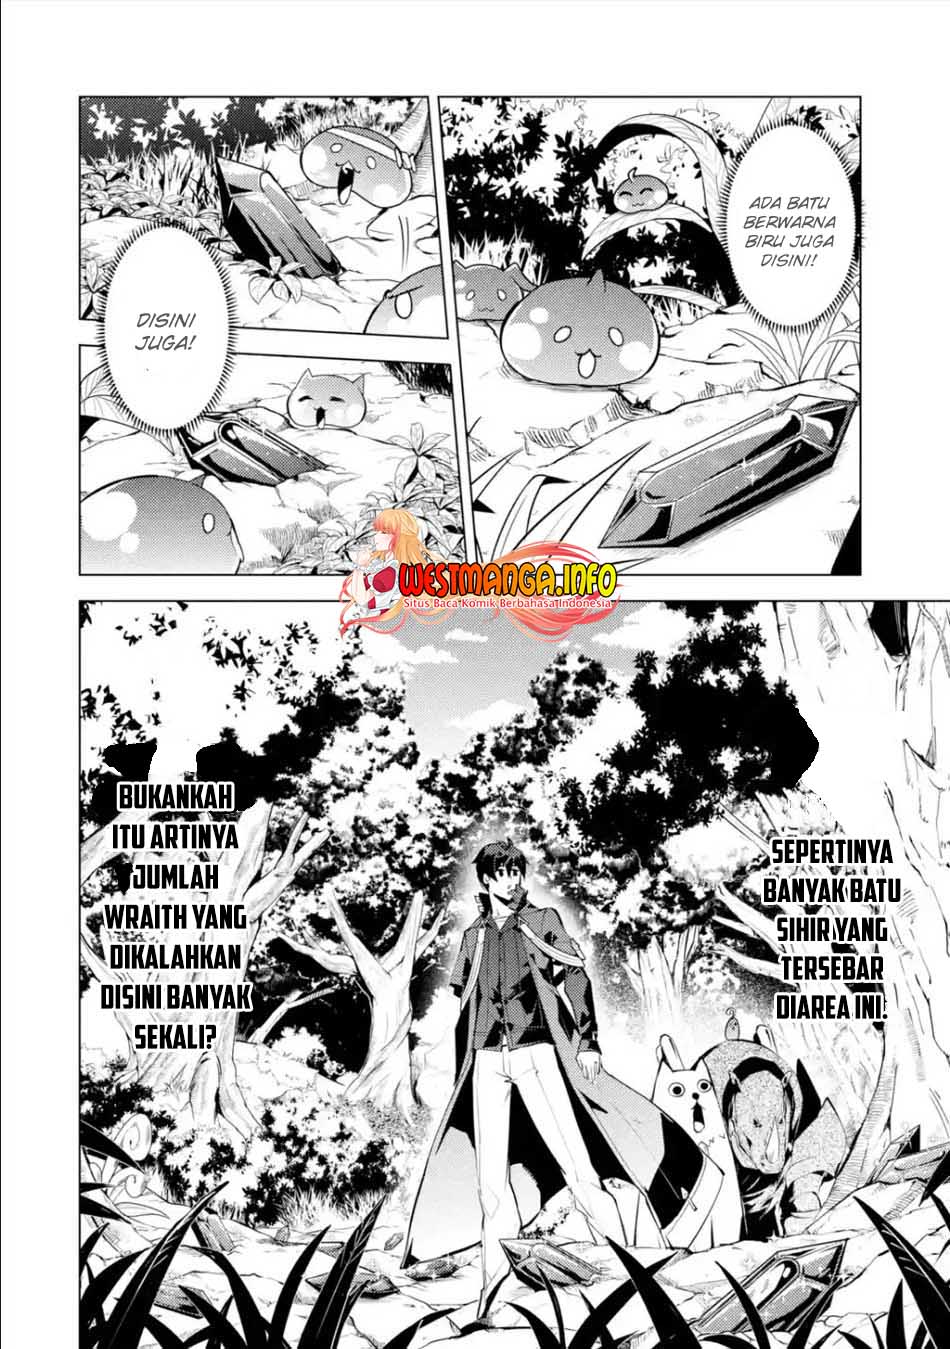 ADA BATU
BERWARNA
BIRU JUGA
DISINI!
DISINI
JUGA!
WESTMANGA.INFO
Situs Baca Komik Berbahasa Indonesia
SEPERTINYA
BANYAK BATU
SIHIR YANG
TERSEBAR
DIAREA INI.
BUKANKAH
ITU ARTINYA
JUMLAH
WRAITH YANG
DIKALAHKAN
DISINI BANYAK
SEKALI?